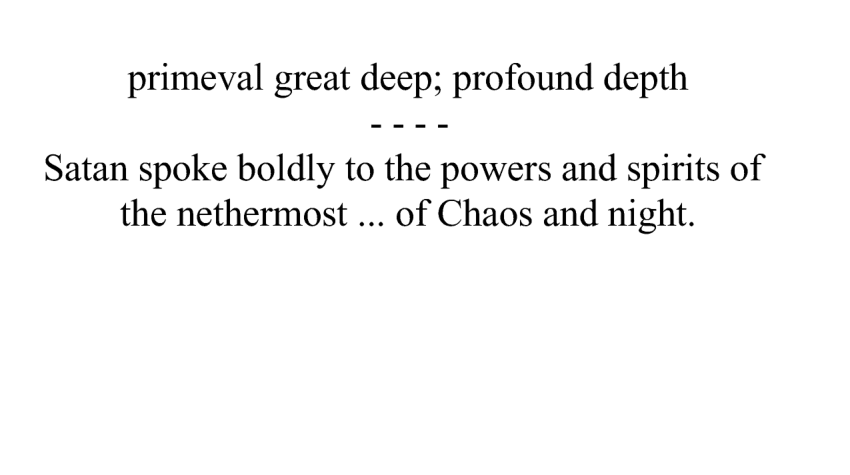 primeval great deep; profound depth
- - - -
Satan spoke boldly to the powers and spirits of
the nethermost ... of Chaos and night.